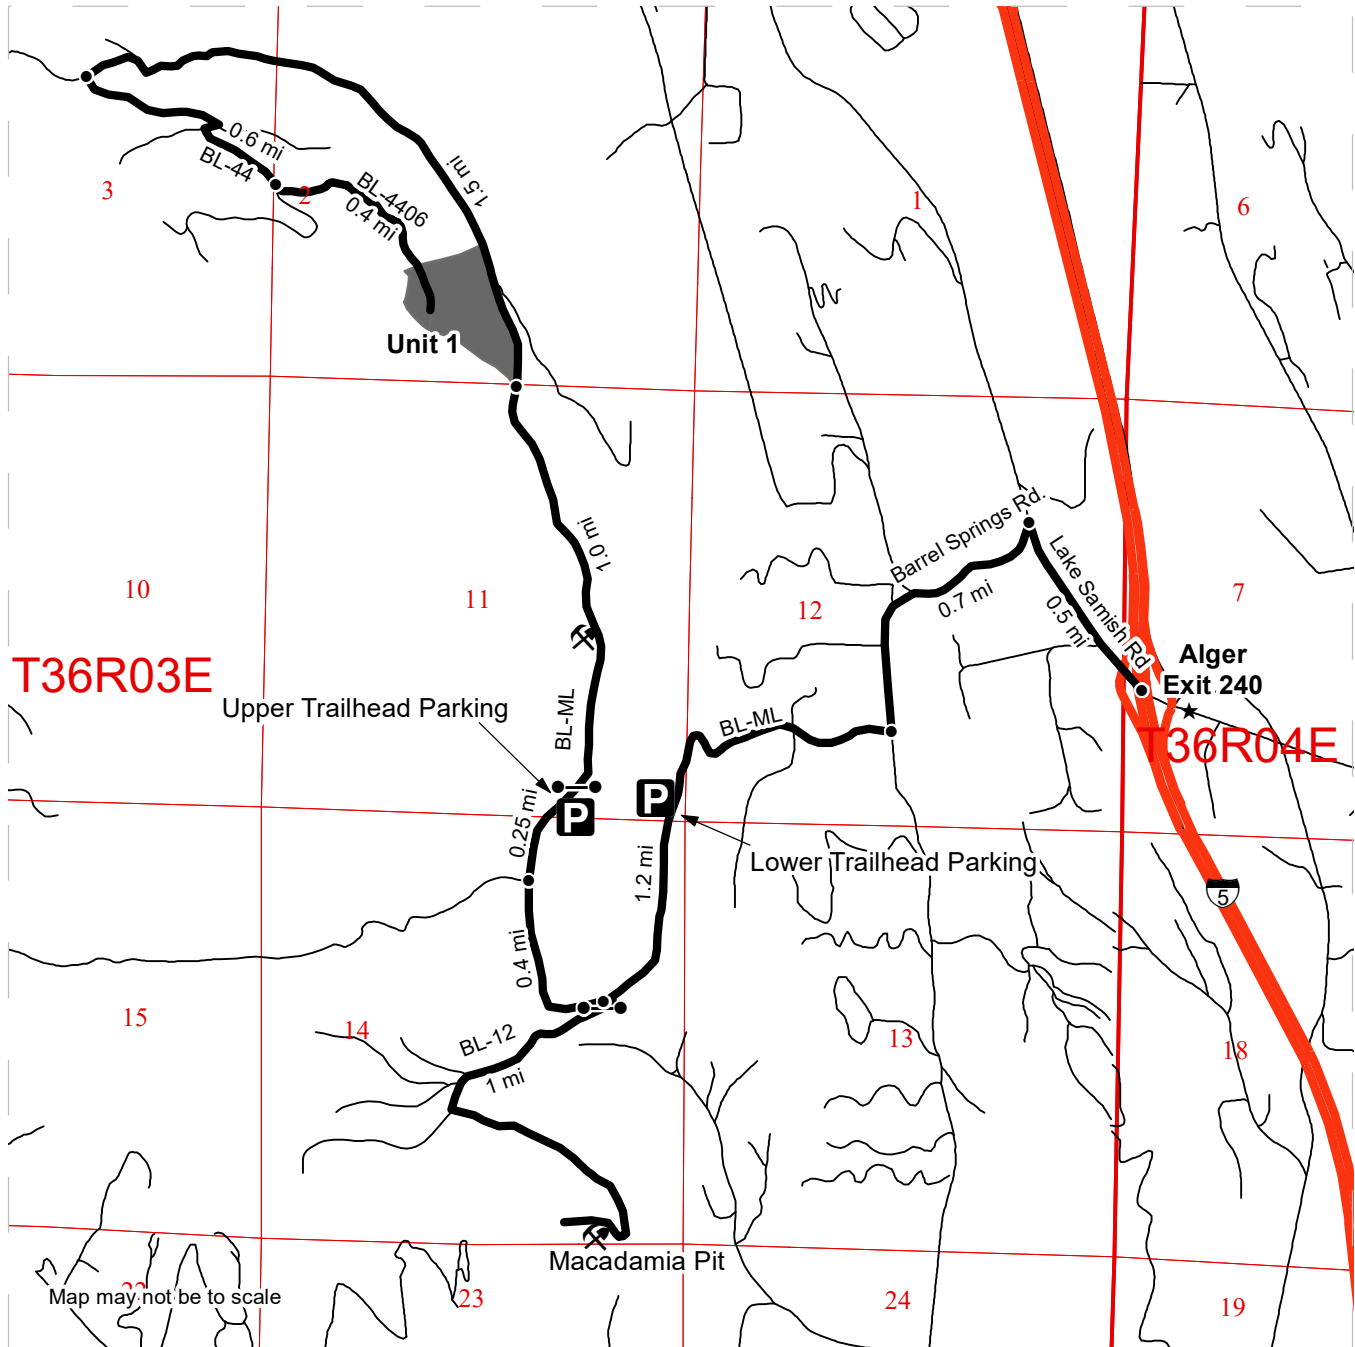 0.6 mi
BL-44
1.5 mi
BL-4406
0.4 mi
3
2
1
6
Unit 1
Barrel Springs Rd.
0.7 mi
Lake Samish Rd
0.5 mi
1.0 mi
10
11
12
7
T36R03E
Alger
Exit 240
T36R04E
Upper Trailhead Parking
BL-ML
BL-ML
P
P
0.25 mi
1.2 mi
Lower Trailhead Parking
5
0.4 mi
15
14
13
18
BL-12
1 mi
Macadamia Pit
22
Map may not be to scale
23
24
19